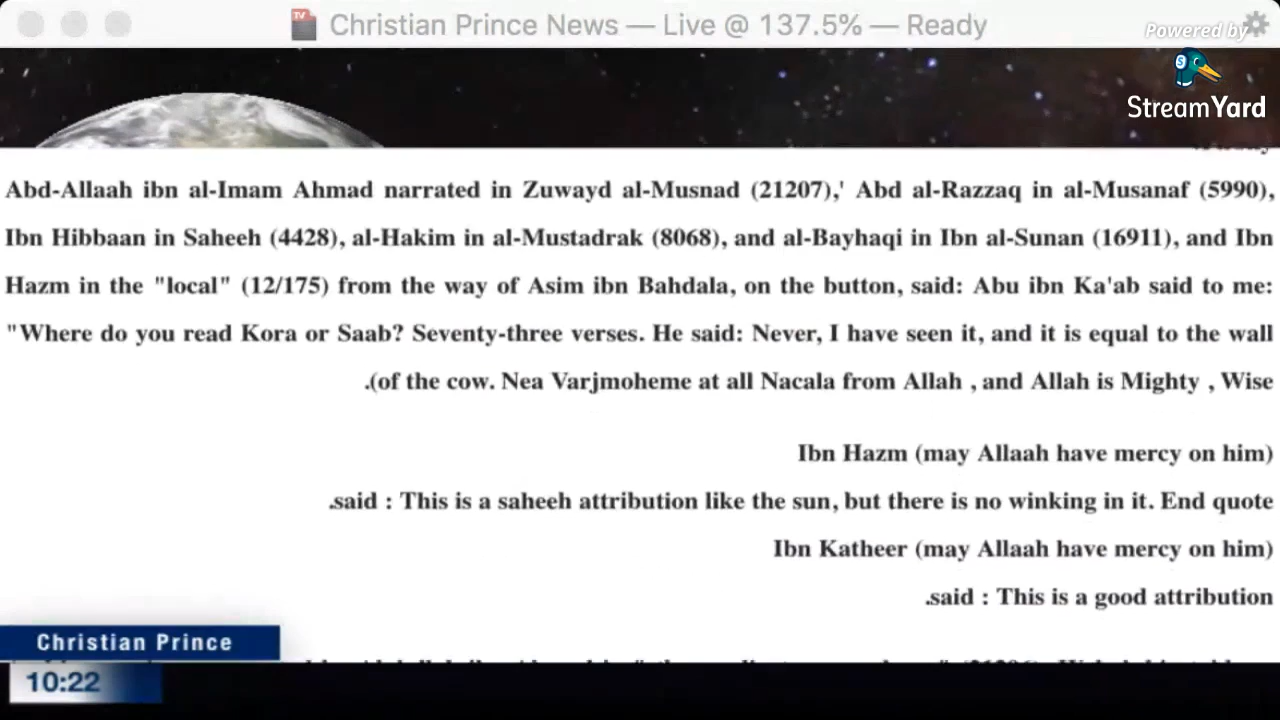 Christian Prince News — Live @ 137.5% — Ready
Powered by
StreamYard
Abd-Allaah ibn al-Imam Ahmad narrated in Zuwayd al-Musnad (21207),' Abd al-Razzaq in al-Musanaf (5990),
Ibn Hibbaan in Saheeh (4428), al-Hakim in al-Mustadrak (8068), and al-Bayhaqi in Ibn al-Sunan (16911), and Ibn
Hazm in the "local" (12/175) from the way of Asim ibn Bahdala, on the button, said: Abu ibn Ka'ab said to me:
"Where do you read Kora or Saab? Seventy-three verses. He said: Never, I have seen it, and it is equal to the wall
.(of the cow. Nea Varjmoheme at all Nacala from Allah , and Allah is Mighty , Wise
Ibn Hazm (may Allaah have mercy on him)
.said : This is a saheeh attribution like the sun, but there is no winking in it. End quote
Ibn Katheer (may Allaah have mercy on him)
.said : This is a good attribution
Christian Prince
10:22